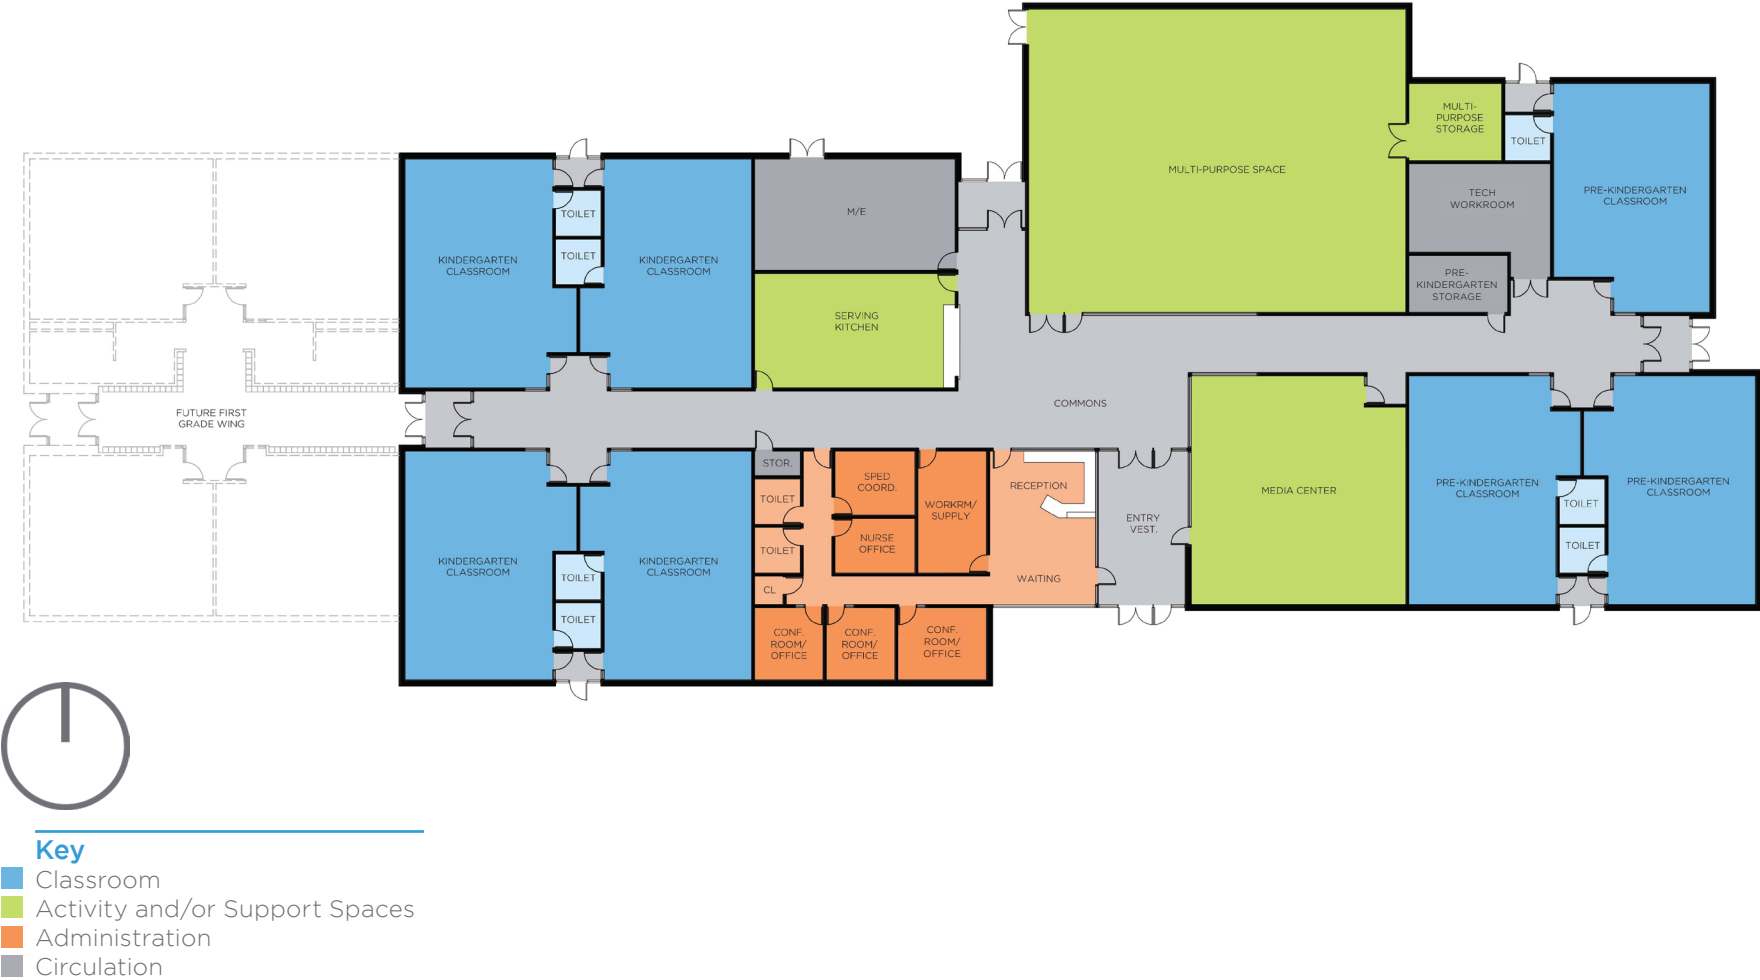 MULTI-PURPOSE SPACE
MULTI-
PURPOSE
STORAGE
TOILET
TECH
WORKROOM
PRE-KINDERGARTEN
CLASSROOM
PRE-
KINDERGARTEN
STORAGE
KINDERGARTEN
CLASSROOM
TOILET
TOILET
KINDERGARTEN
CLASSROOM
M/E
SERVING
KITCHEN
FUTURE FIRST
GRADE WING
COMMONS
KINDERGARTEN
CLASSROOM
TOILET
TOILET
KINDERGARTEN
CLASSROOM
STOR.
TOILET
TOILET
CL
SPED
COORD.
NURSE
OFFICE
WORKRM/
SUPPLY
RECEPTION
WAITING
CONF.
ROOM/
OFFICE
CONF.
ROOM/
OFFICE
CONF.
ROOM/
OFFICE
ENTRY
VEST.
MEDIA CENTER
PRE-KINDERGARTEN
CLASSROOM
TOILET
TOILET
PRE-KINDERGARTEN
CLASSROOM
Key
Classroom
Activity and/or Support Spaces
Administration
Circulation